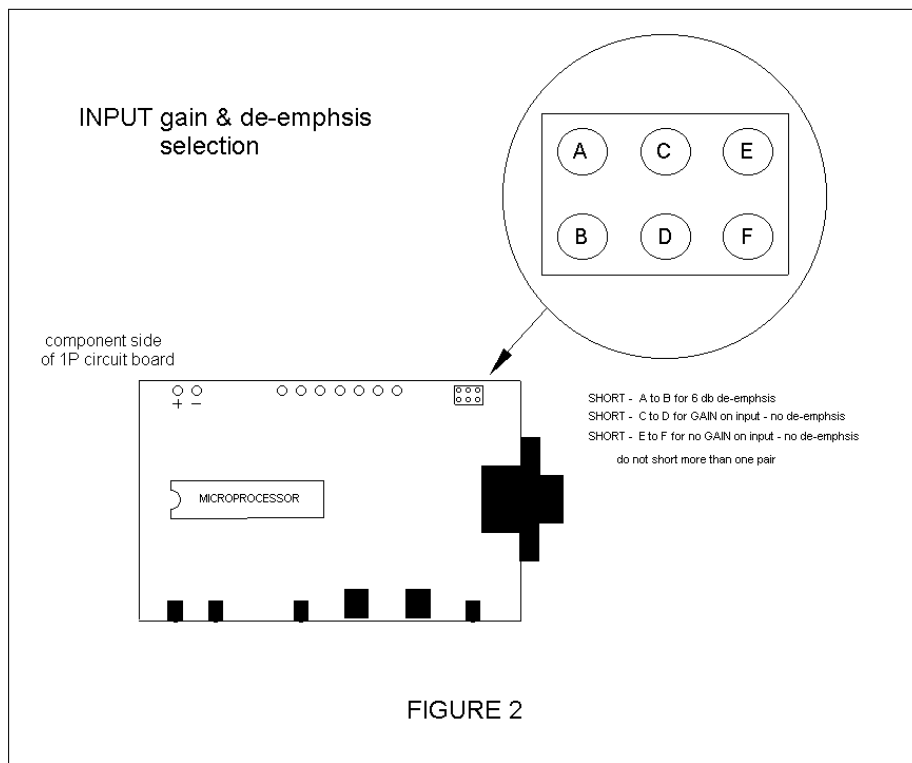 INPUT gain & de-emphsis
selection
A C E
B D F
component side
of 1P circuit board
+ −
SHORT - A to B for 6 db de-emphsis
SHORT - C to D for GAIN on input - no de-emphsis
SHORT - E to F for no GAIN on input - no de-emphsis
do not short more than one pair
MICROPROCESSOR
FIGURE 2